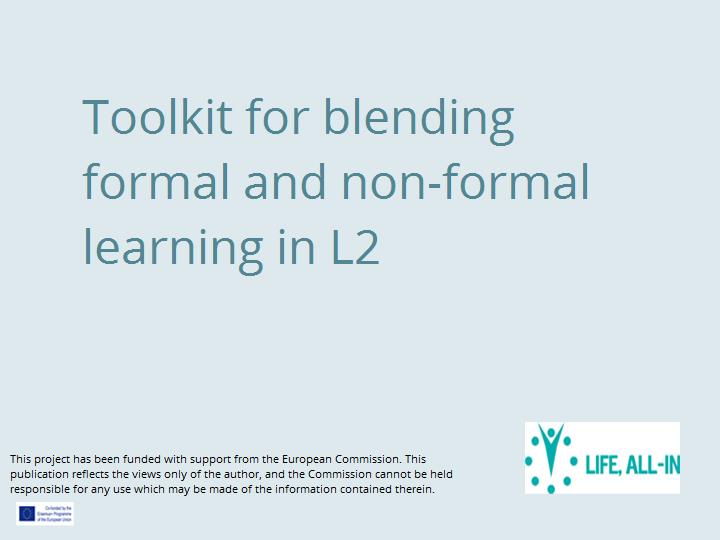 Toolkit for blending
formal and non-formal
learning in L2
This project has been funded with support from the European Commission. This
publication reflects the views only of the author, and the Commission cannot be held
responsible for any use which may be made of the information contained therein.
LIFE, ALL-IN
Co-funded by the
Erasmus+ Programme
of the European Union